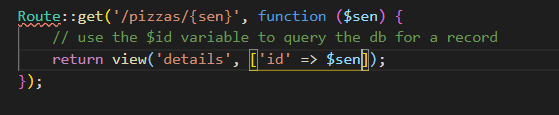 Route::get('/pizzas/{sen}', function ($sen) {
    // use the $id variable to query the db for a record
    return view('details', ['id' => $sen]);
});